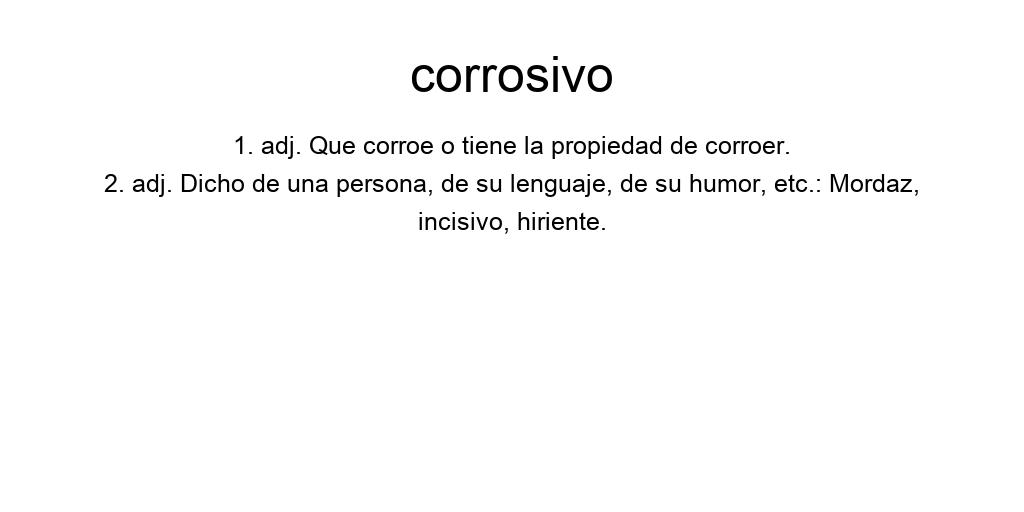 corrosivo
1. adj. Que corroe o tiene la propiedad de corroer.
2. adj. Dicho de una persona, de su lenguaje, de su humor, etc.: Mordaz,
incisivo, hiriente.